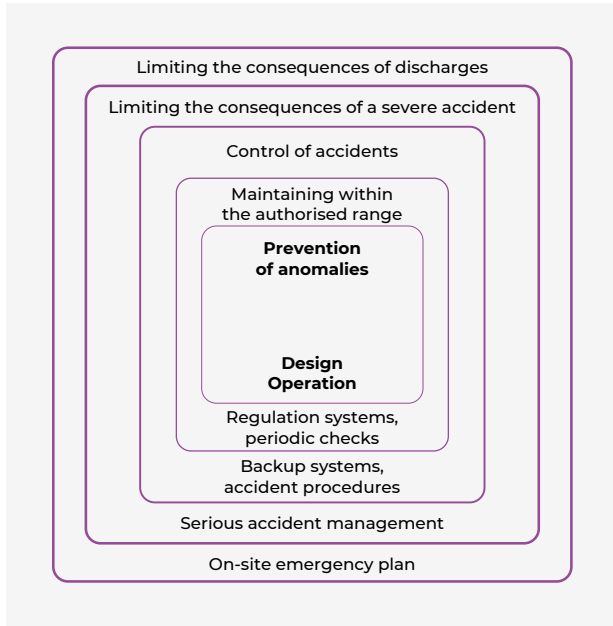 Limiting the consequences of discharges
Limiting the consequences of a severe accident
Control of accidents
Maintaining within
the authorised range
Prevention
of anomalies
Design
Operation
Regulation systems,
periodic checks
Backup systems,
accident procedures
Serious accident management
On-site emergency plan